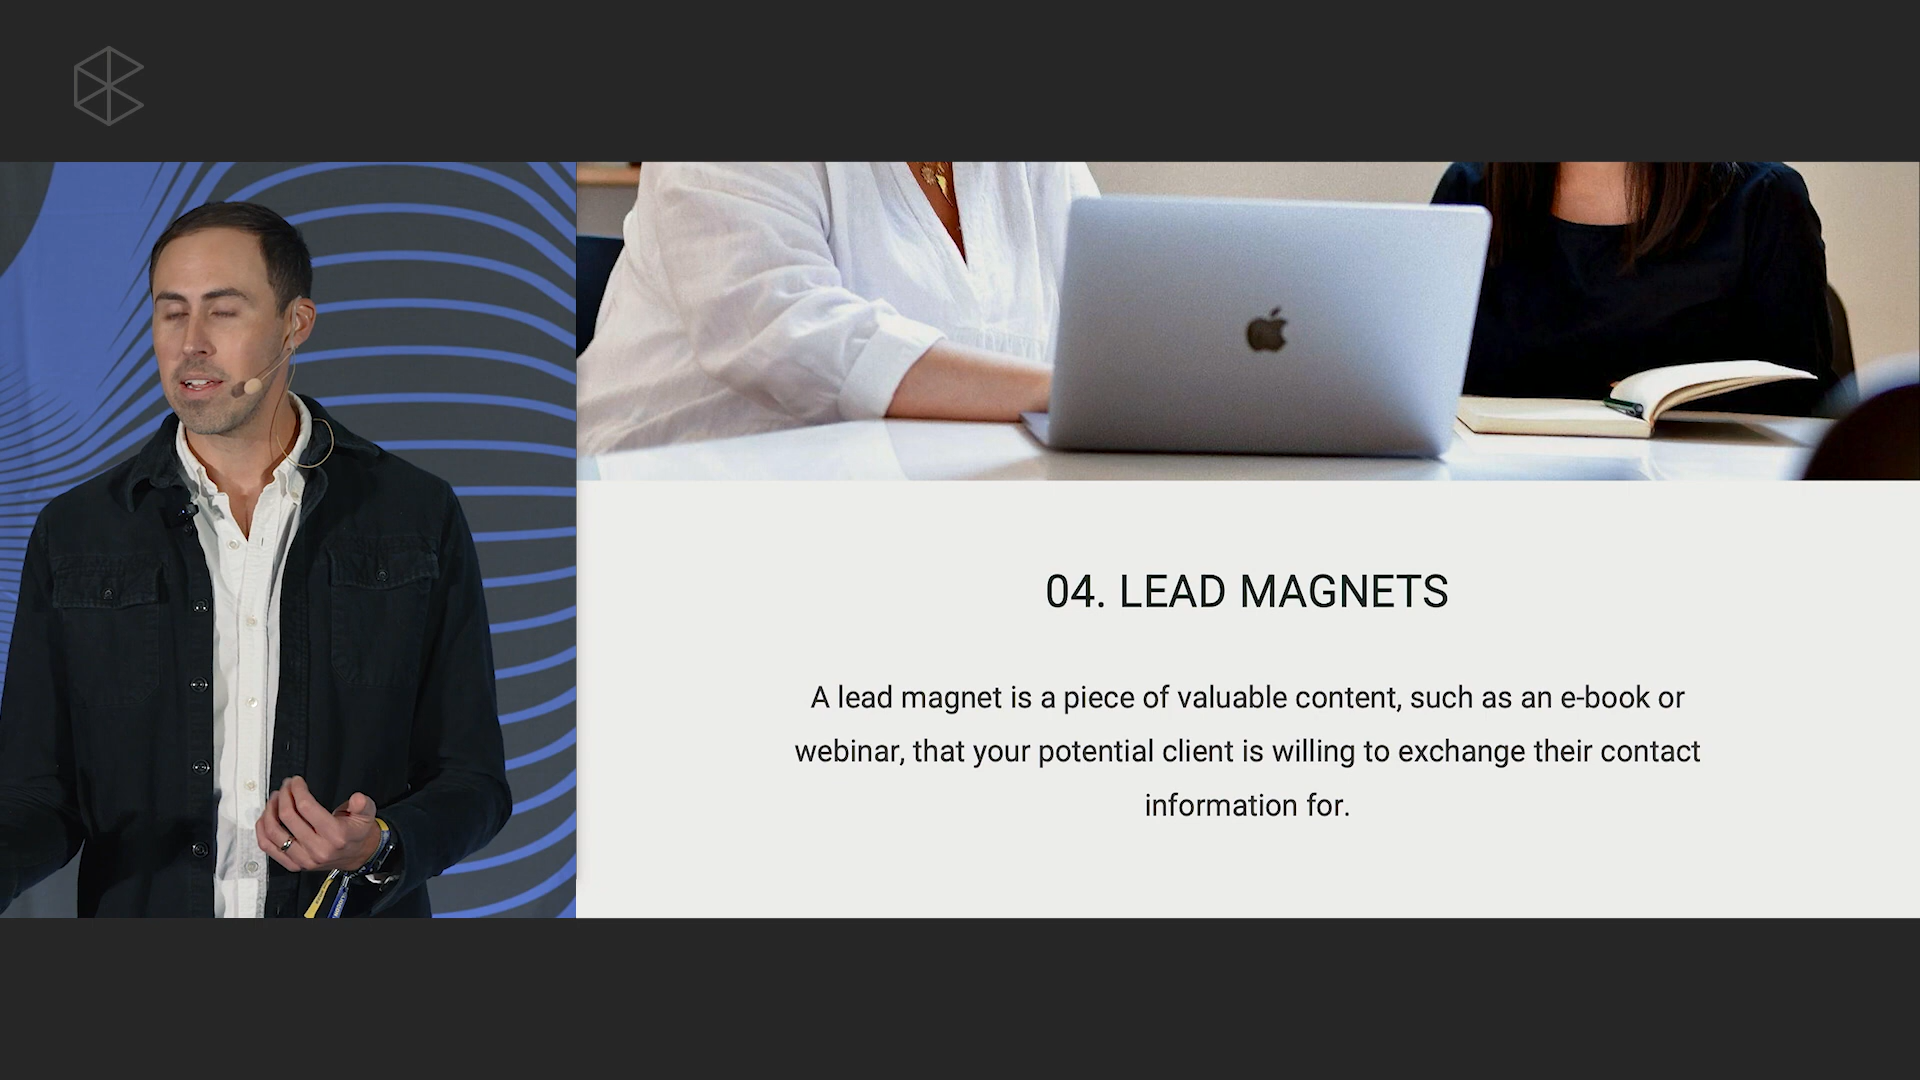 04. LEAD MAGNETS
A lead magnet is a piece of valuable content, such as an e-book or
webinar, that your potential client is willing to exchange their contact
information for.